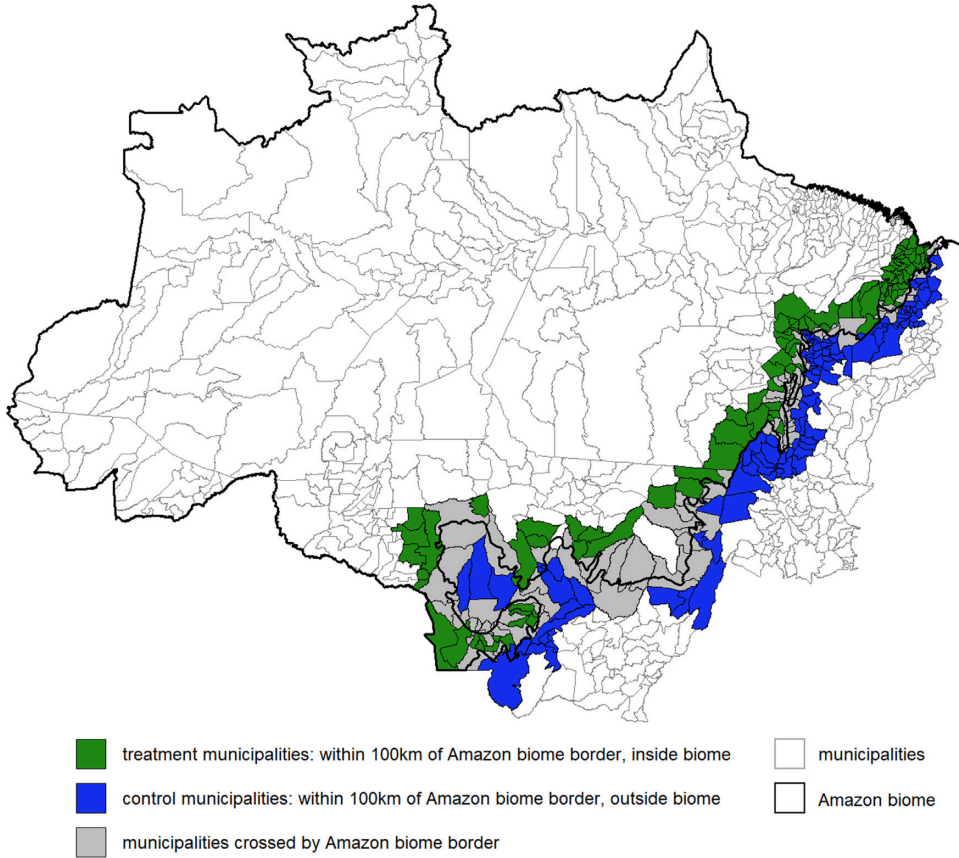 treatment municipalities: within 100km of Amazon biome border, inside biome
municipalities
control municipalities: within 100km of Amazon biome border, outside biome
Amazon biome
municipalities crossed by Amazon biome border